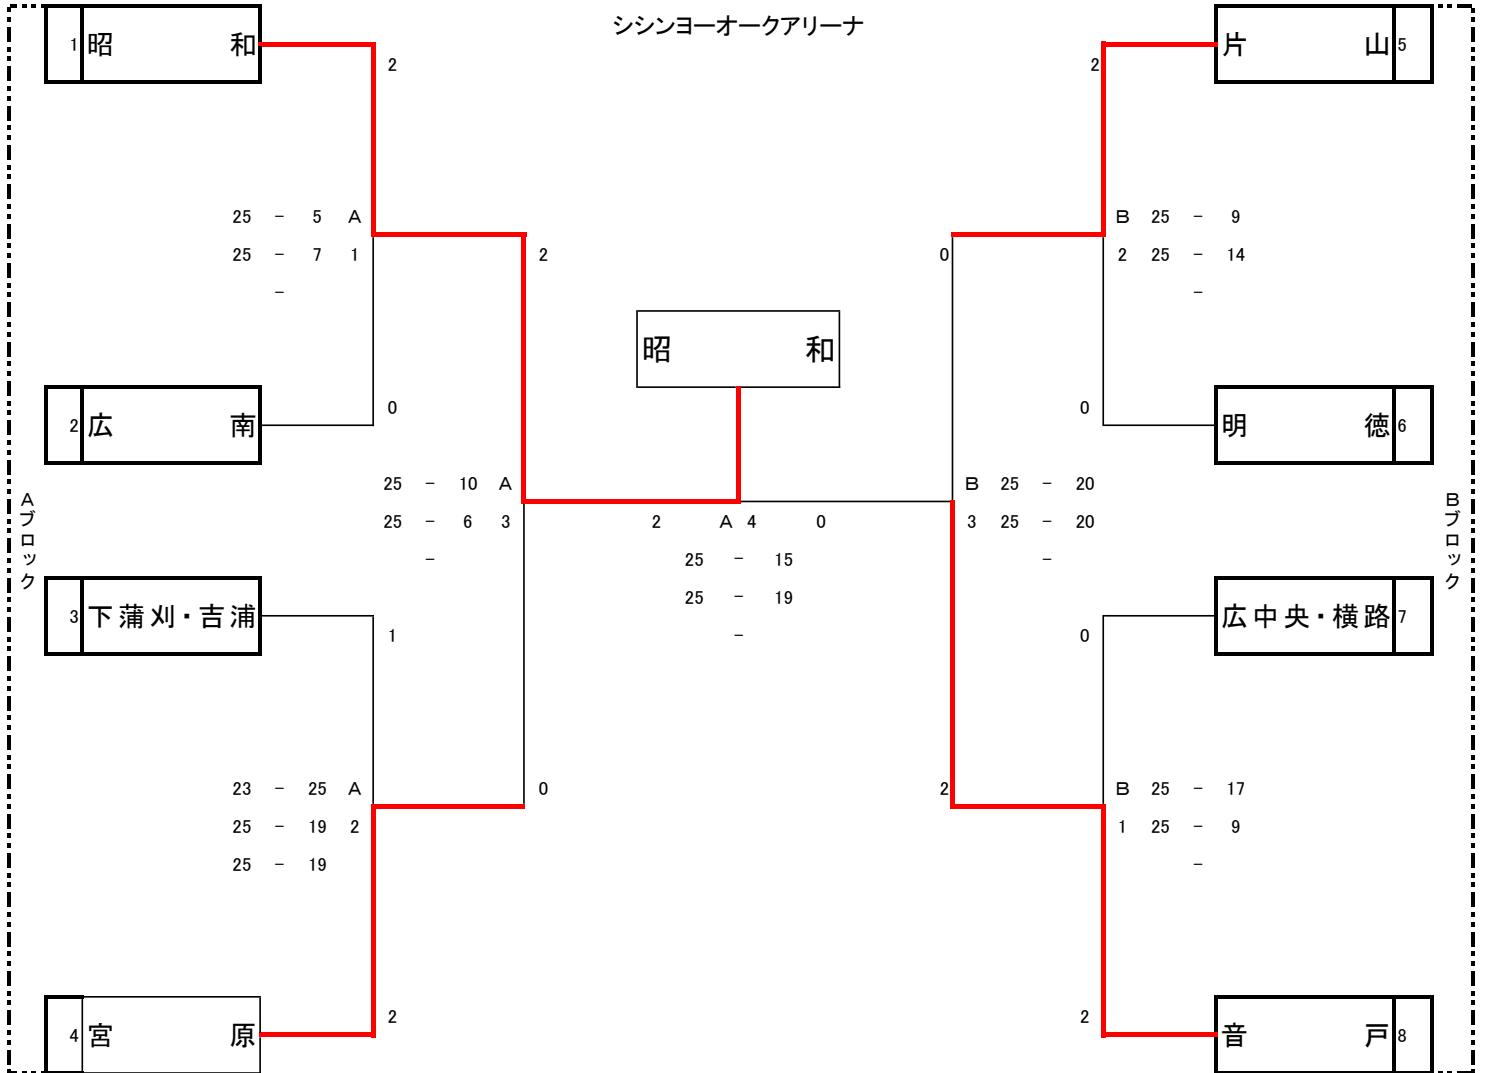 シシンヨーオークアリーナ
1 昭和
片山 5
2
2
25 - 5 A
B 25 - 9
25 - 7 1
2 25 - 14
-
-
2
0
昭和
2 広南
明徳 6
0
0
25 - 10 A
B 25 - 20
25 - 6 3
3 25 - 20
-
-
2 A 4 0
25 - 15
25 - 19
-
Aブロック
Bブロック
3 下蒲刈・吉浦
広中央・横路 7
1
0
23 - 25 A
B 25 - 17
25 - 19 2
1 25 - 9
25 - 19
-
0
2
2
2
4 宮原
音戸 8